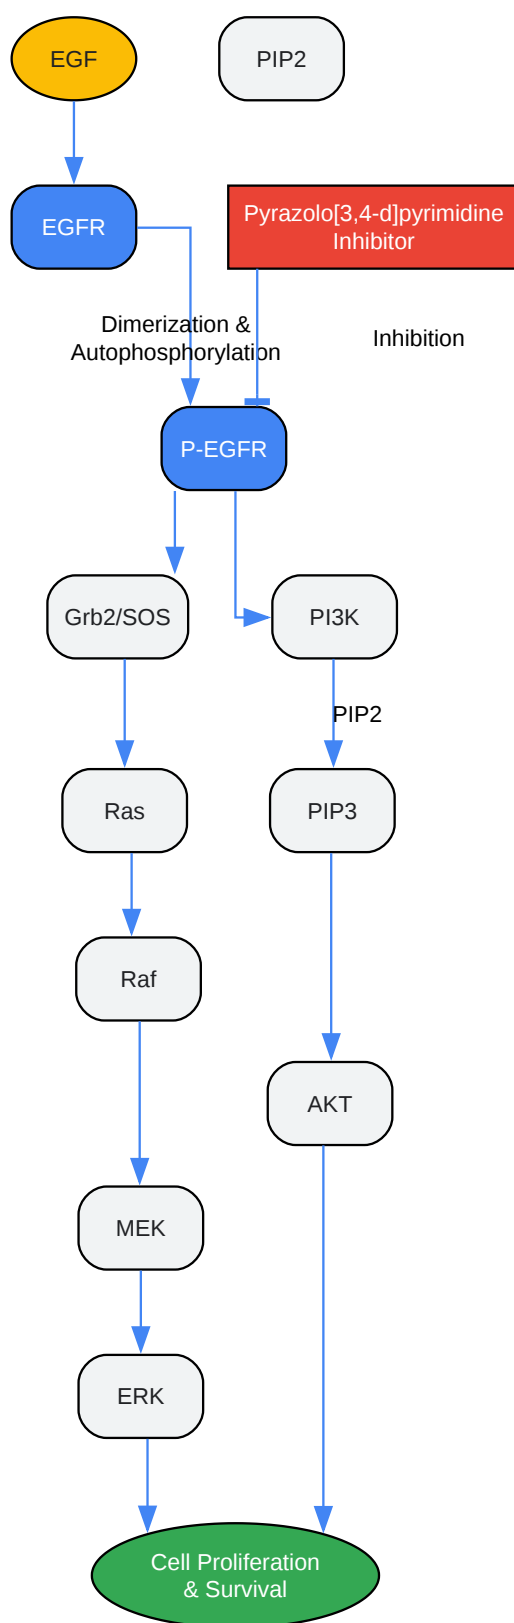 EGF
PIP2
EGFR
Pyrazolo[3,4-d]pyrimidine
Inhibitor
Dimerization &
Autophosphorylation
Inhibition
P-EGFR
Grb2/SOS
PI3K
PIP2
Ras
PIP3
Raf
AKT
MEK
ERK
Cell Proliferation
& Survival